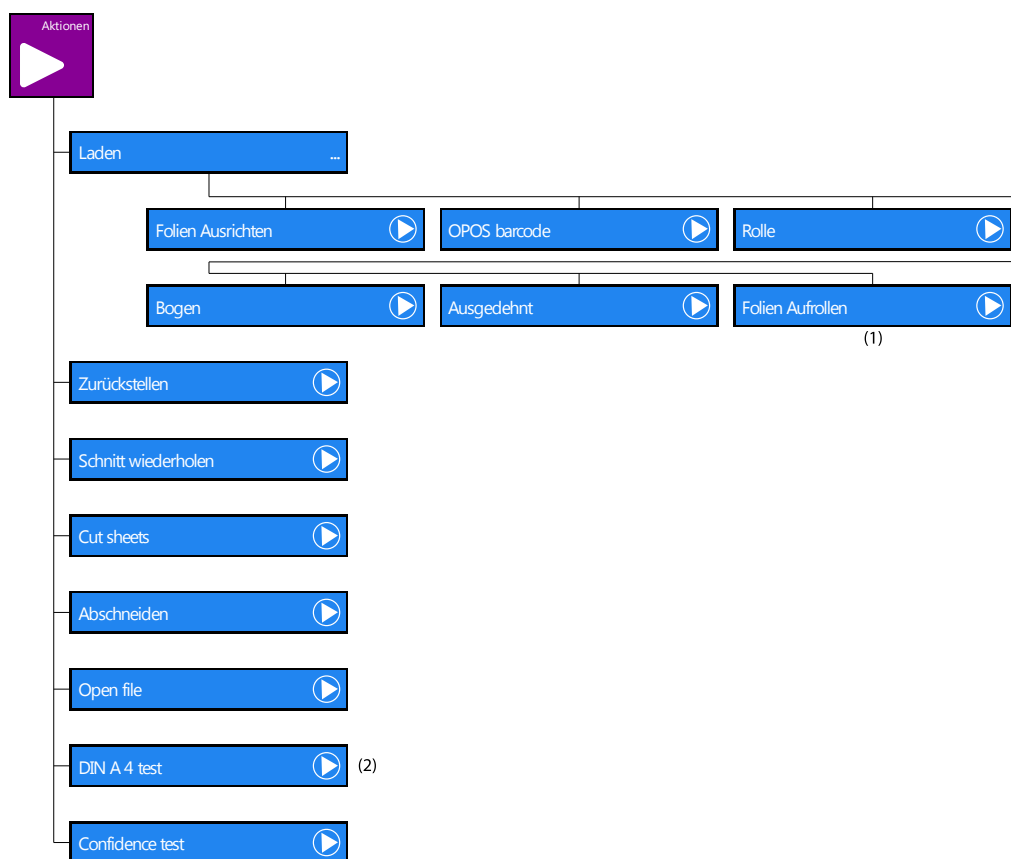 Aktionen
Laden ...
Folien Ausrichten
OPOS barcode
Rolle
Bogen
Ausgedehnt
Folien Aufrollen
(1)
Zurückstellen
Schnitt wiederholen
Cut sheets
Abschneiden
Open file
DIN A 4 test
(2)
Confidence test